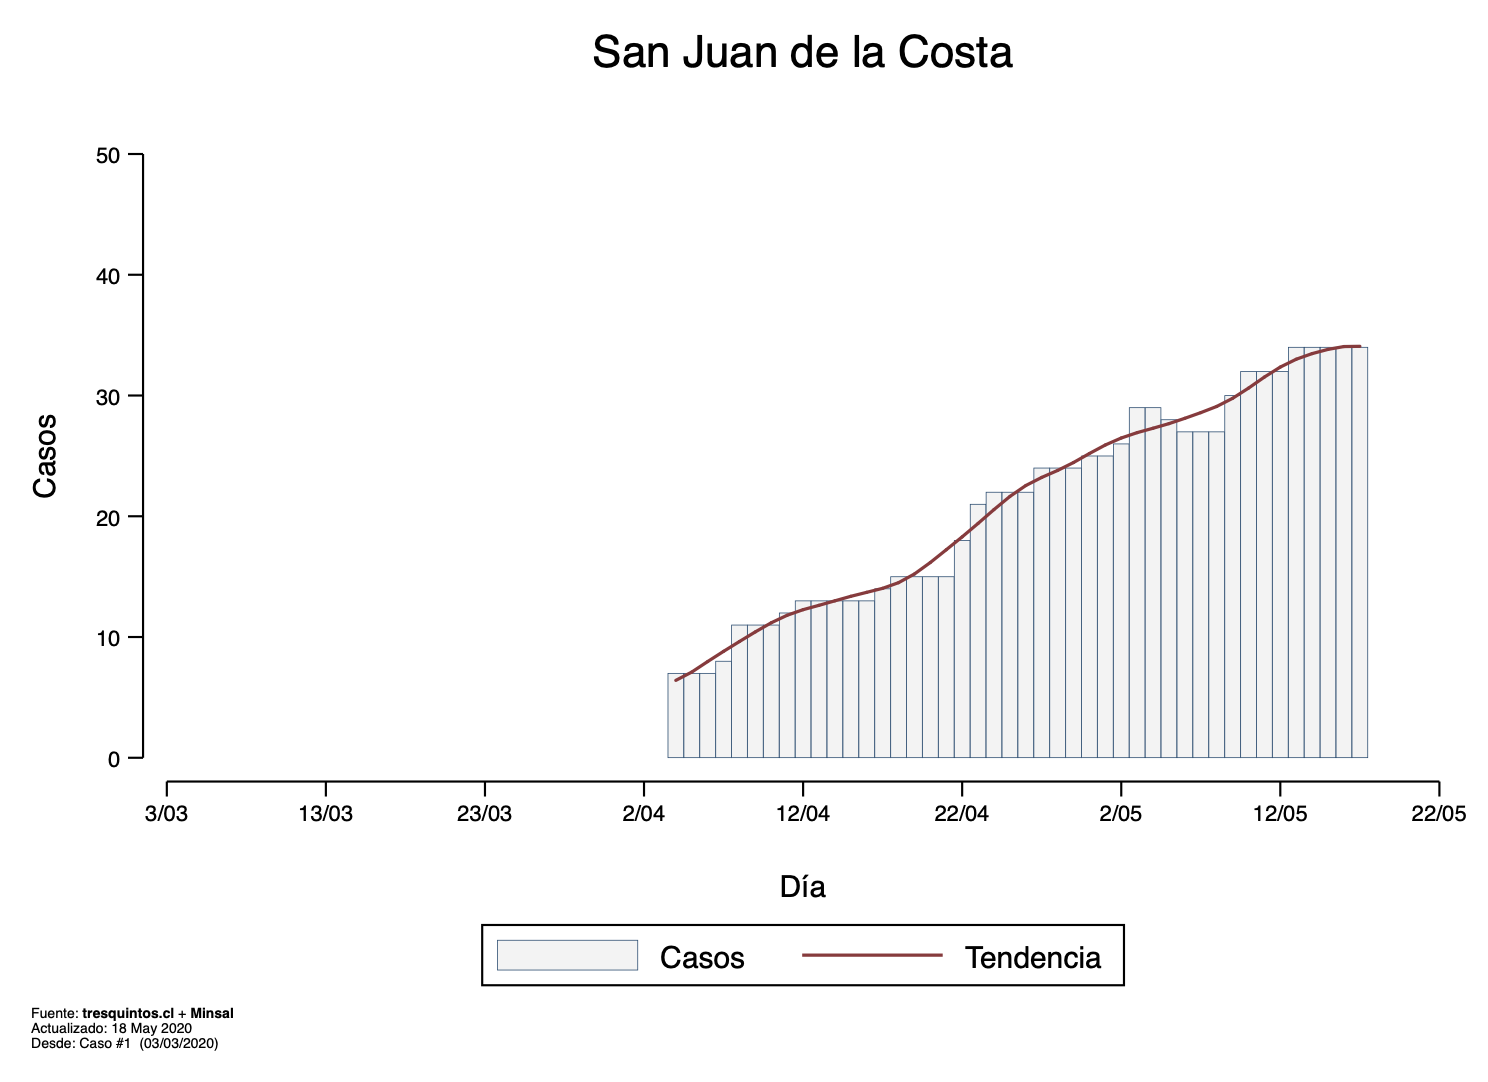 San Juan de la Costa
50
40
30
20
10
0
Casos
3/03 13/03 23/03 2/04 12/04 22/04 2/05 12/05 22/05
Día
Casos Tendencia
Fuente: tresquintos.cl + Minsal
Actualizado: 18 May 2020
Desde: Caso #1 (03/03/2020)